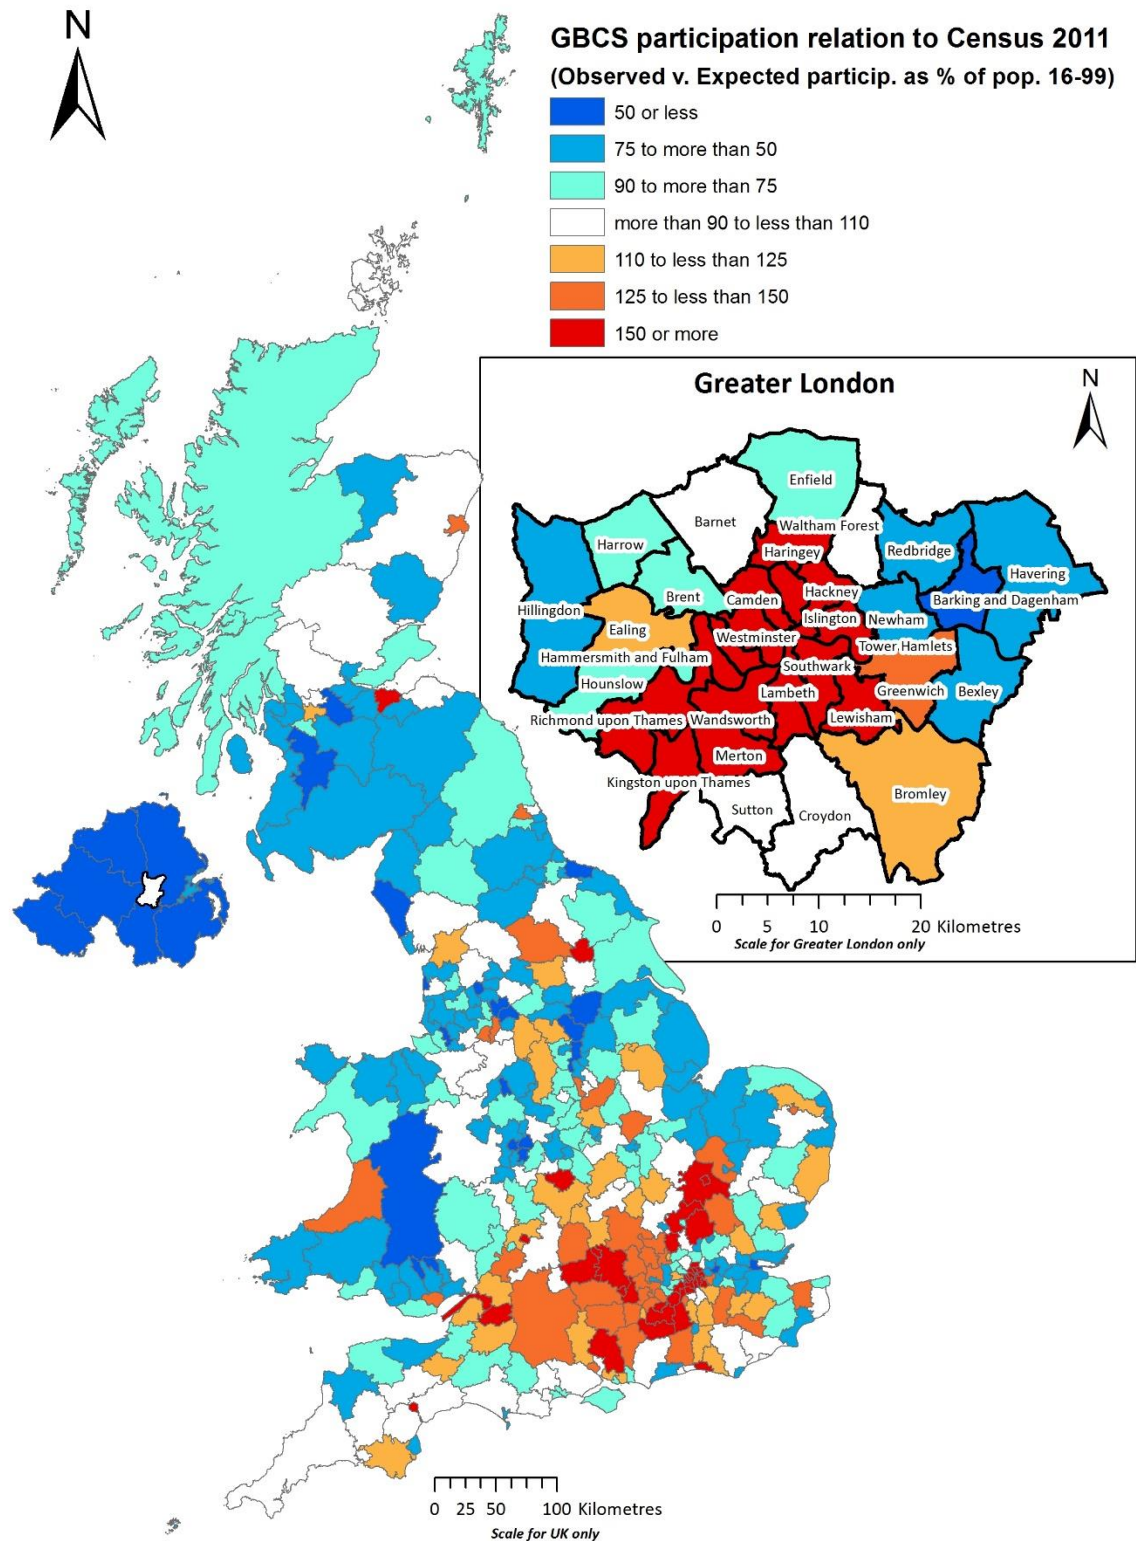 N
GBCS participation relation to Census 2011
(Observed v. Expected particip. as % of pop. 16-99)
50 or less
75 to more than 50
90 to more than 75
more than 90 to less than 110
110 to less than 125
125 to less than 150
150 or more
Greater London
N
Enfield
Barnet
Waltham Forest
Harrow
Haringey
Redbridge
Havering
Brent
Camden
Hackney
Barking and Dagenham
Hillingdon
Islington
Newham
Ealing
Westminster
Tower Hamlets
Hammersmith and Fulham
Southwark
Hounslow
Lambeth
Greenwich
Bexley
Richmond upon Thames
Wandsworth
Lewisham
Merton
Kingston upon Thames
Bromley
Sutton
Croydon
0 5 10 20 Kilometres
Scale for Greater London only
0 25 50 100 Kilometres
Scale for UK only